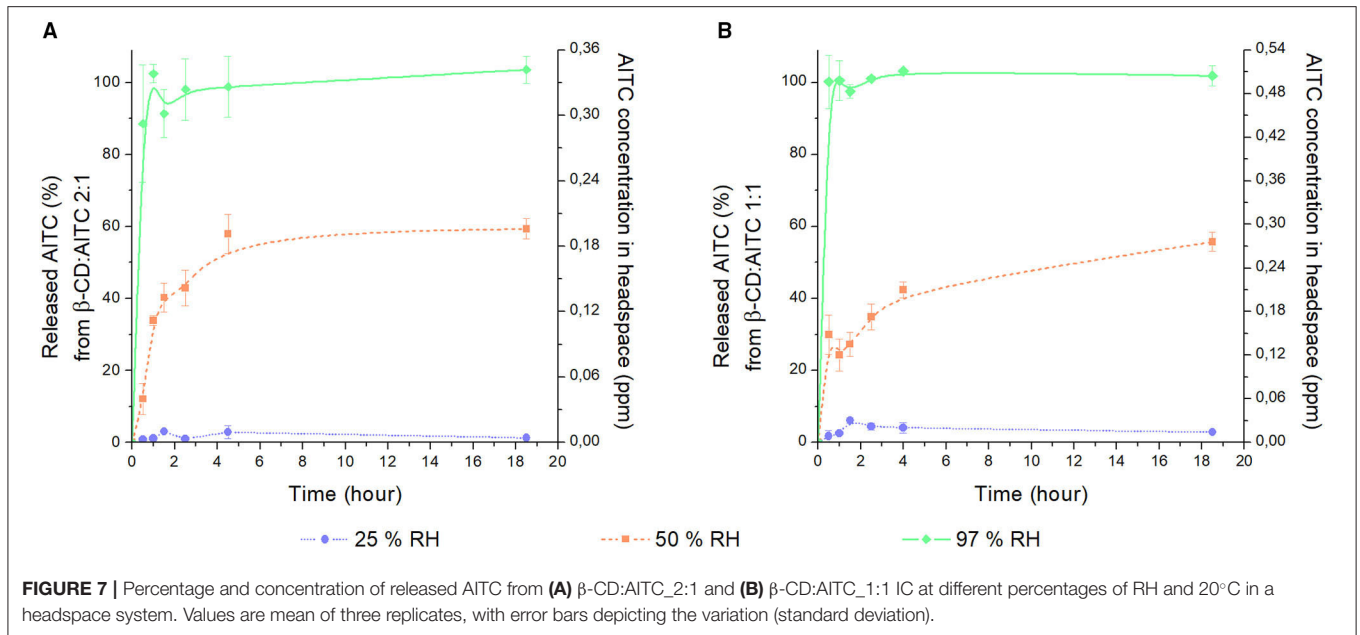 A
Released AITC (%)
from β-CD:AITC 2:1
100
80
60
40
20
0
0 2 4 6 8 10 12 14 16 18 20
Time (hour)
0,36
0,30
0,24
0,18
0,12
0,06
0,00
AITC concentration
in headspace (ppm)
B
Released AITC (%)
from β-CD:AITC 1:1
100
80
60
40
20
0
0 2 4 6 8 10 12 14 16 18 20
Time (hour)
0,54
0,48
0,42
0,36
0,30
0,24
0,18
0,12
0,06
0,00
AITC concentration
in headspace (ppm)
25 % RH 50 % RH 97 % RH
FIGURE 7 | Percentage and concentration of released AITC from (A) β-CD:AITC_2:1 and (B) β-CD:AITC_1:1 IC at different percentages of RH and 20°C in a
headspace system. Values are mean of three replicates, with error bars depicting the variation (standard deviation).